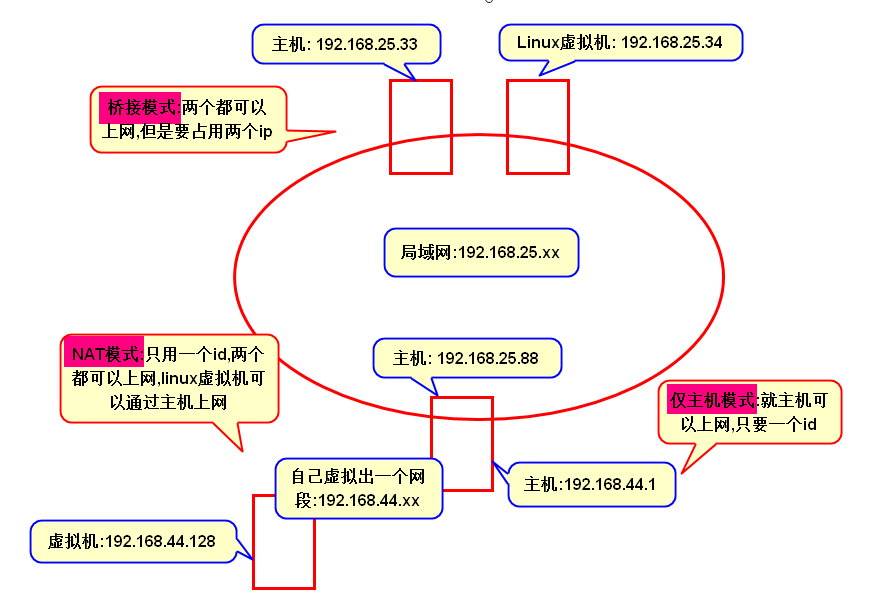 主机: 192.168.25.33
Linux虚拟机: 192.168.25.34
桥接模式:两个都可以
上网,但是要占用两个ip
局域网:192.168.25.xx
NAT模式:只用一个id,两个
都可以上网,linux虚拟机可
以通过主机上网
主机: 192.168.25.88
仅主机模式:就主机可
以上网,只要一个id
自己虚拟出一个网
段:192.168.44.xx
主机:192.168.44.1
虚拟机:192.168.44.128